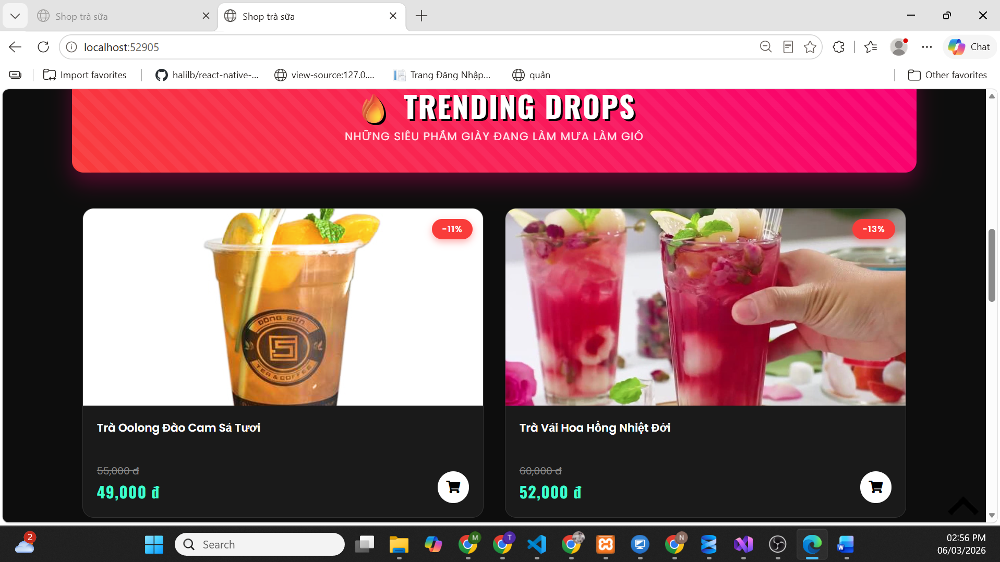 Shop trà sữa
Shop trà sữa
localhost:52905
Chat
Import favorites
halilb/react-native-...
view-source:127.0....
Trang Đăng Nhập...
quản
Other favorites
TRENDING DROPS
NHỮNG SIÊU PHẨM GIÀY ĐANG LÀM MƯA LÀM GIÓ
-11%
-13%
ĐÔNG SƠN
TEA & COFFEE
Trà Oolong Đào Cam Sả Tươi
Trà Vải Hoa Hồng Nhiệt Đới
55,000 đ
49,000 đ
60,000 đ
52,000 đ
2
Search
M
T
N
02:56 PM
06/03/2026